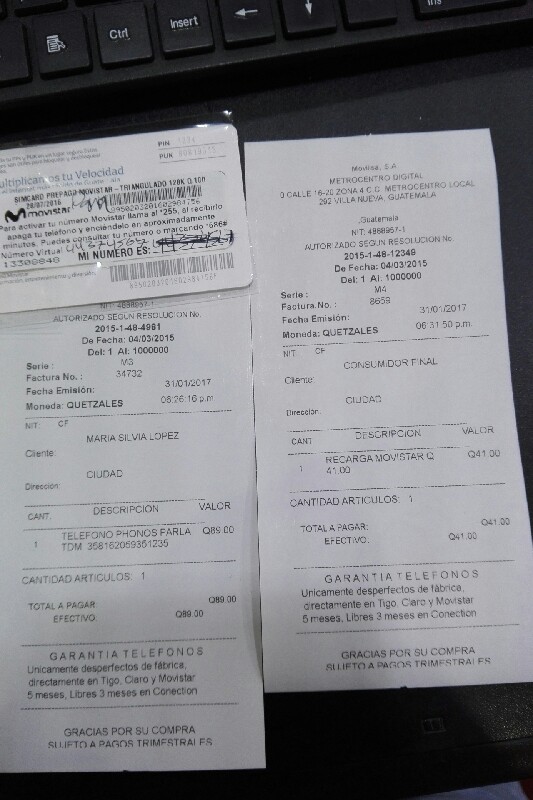 Ctrl
Insert
Ins
PIN
PUK
ultiplicamos tu Velocidad
SIMCARD PREPAGO MOVISTAR - TRIANGULADO 128K Q.100
28/07/2016
movistar
Para activar tu número Movistar llama al *255, al recibirlo
apaga tu teléfono y enciéndelo en aproximadamente
minutos. Puedes consultar tu número o marcando *686#
Número Virtual
13308848
MI NÚMERO ES:
NIT: 4888957-1
AUTORIZADO SEGUN RESOLUCION No.
2015-1-48-4981
De Fecha: 04/03/2015
Del: 1 Al: 1000000
Serie : M3
Factura No. : 34732
Fecha Emisión: 31/01/2017
Moneda: QUETZALES 06:26:16 p.m
NIT: CF
MARIA SILVIA LOPEZ
Cliente:
CIUDAD
Dirección:
CANT. DESCRIPCION VALOR
1 TELEFONO PHONOS PARLA Q89.00
TDM 358162059351235
CANTIDAD ARTICULOS: 1
TOTAL A PAGAR: Q89.00
EFECTIVO: Q89.00
GARANTIA TELEFONOS
Unicamente desperfectos de fábrica,
directamente en Tigo, Claro y Movistar
5 meses, Libres 3 meses en Conection
GRACIAS POR SU COMPRA
SUJETO A PAGOS TRIMESTRALES
Movilsa, S.A
METROCENTRO DIGITAL
0 CALLE 16-20 ZONA 4 C.C. METROCENTRO LOCAL
292 VILLA NUEVA, GUATEMALA
,Guatemala
NIT: 4888957-1
AUTORIZADO SEGUN RESOLUCION No.
2015-1-48-12349
De Fecha: 04/03/2015
Del: 1 Al: 1000000
Serie : M4
Factura.No. : 8659
Fecha Emisión: 31/01/2017
Moneda: QUETZALES 06:31:50 p.m.
NIT: CF
CONSUMIDOR FINAL
Cliente:
CIUDAD
Dirección:
CANT. DESCRIPCION VALOR
1 RECARGA MOVISTAR Q Q41.00
41.00
CANTIDAD ARTICULOS: 1
TOTAL A PAGAR: Q41.00
EFECTIVO: Q41.00
GARANTIA TELEFONOS
Unicamente desperfectos de fábrica,
directamente en Tigo, Claro y Movistar
5 meses, Libres 3 meses en Conection
GRACIAS POR SU COMPRA
SUJETO A PAGOS TRIMESTRALES